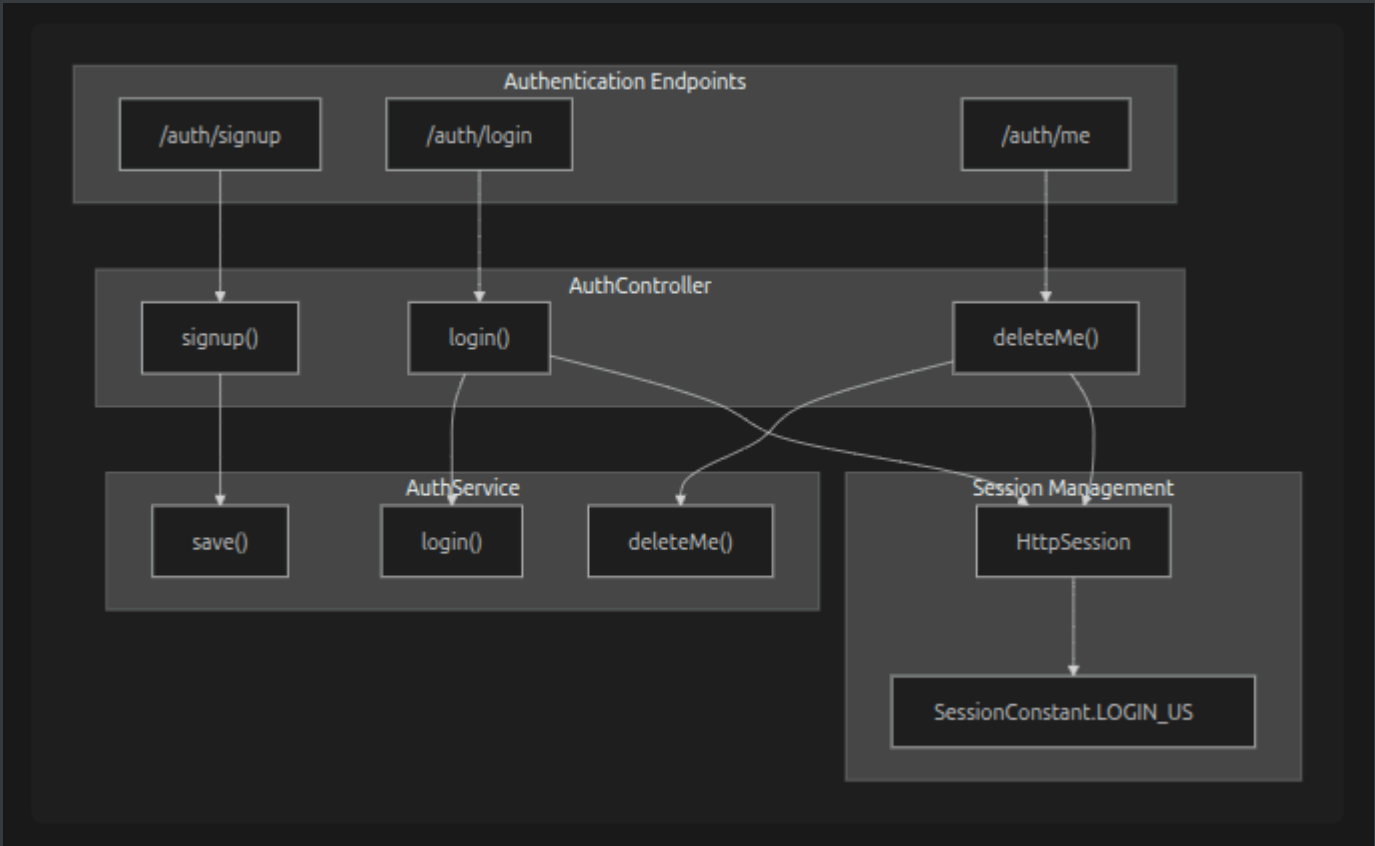 Authentication Endpoints
/auth/signup
/auth/login
/auth/me
AuthController
signup()
login()
deleteMe()
AuthService
Session Management
save()
login()
deleteMe()
HttpSession
SessionConstant.LOGIN_US